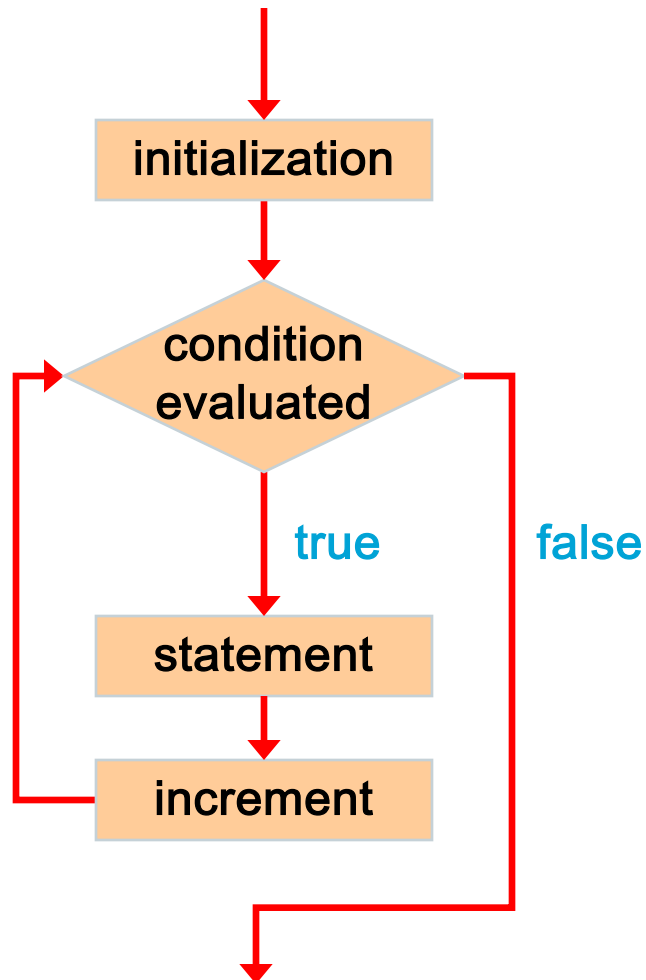 initialization
condition
evaluated
true
false
statement
increment